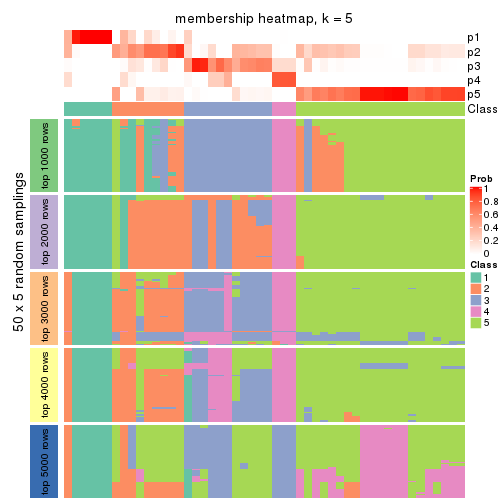 membership heatmap, k = 5
p1
p2
p3
p4
p5
Class
50 x 5 random samplings
top 1000 rows
top 2000 rows
top 3000 rows
top 4000 rows
top 5000 rows
Prob
1
0.8
0.6
0.4
0.2
0
Class
1
2
3
4
5